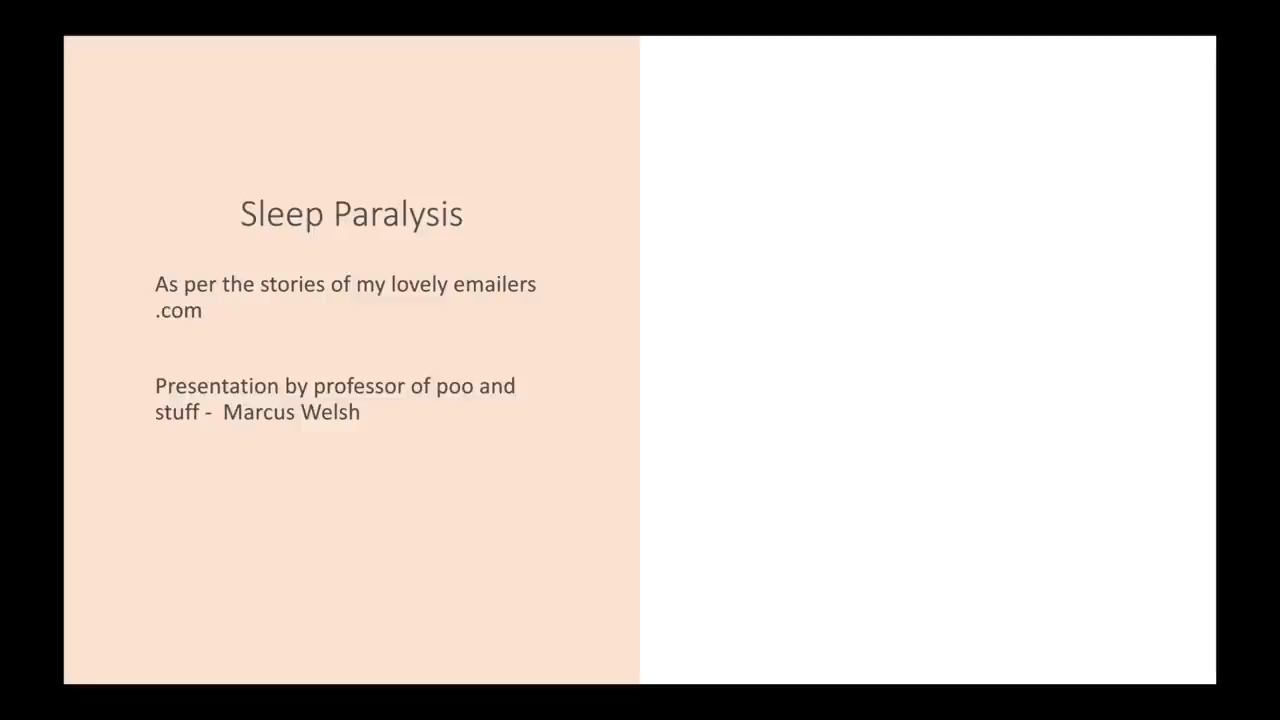 Sleep Paralysis
As per the stories of my lovely emailers
.com
Presentation by professor of poo and
stuff -  Marcus Welsh